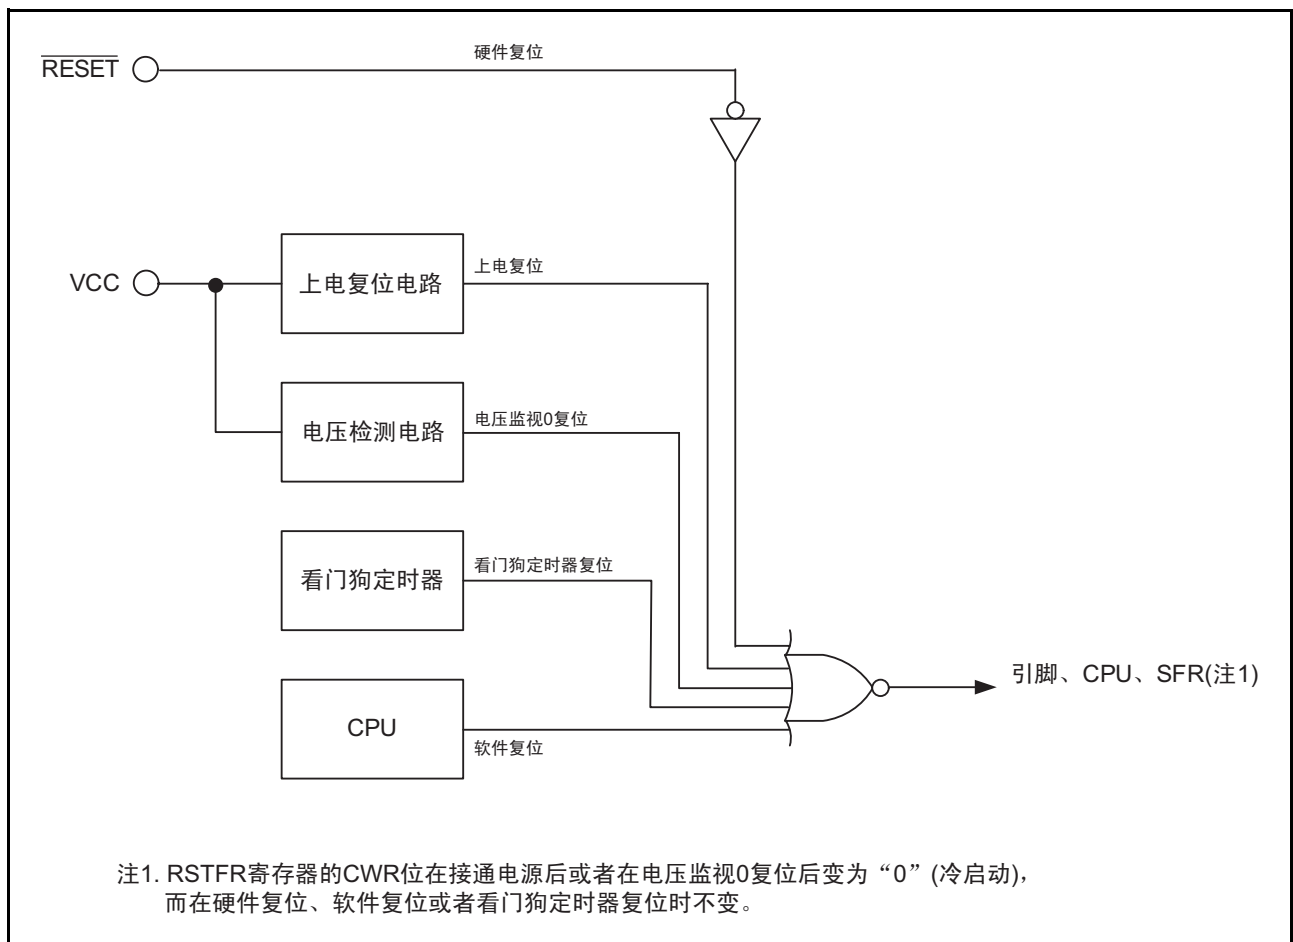 硬件复位
RESET
上电复位电路
上电复位
VCC
电压检测电路
电压监视0复位
看门狗定时器
看门狗定时器复位
引脚、CPU、SFR(注1)
CPU
软件复位
注1. RSTFR寄存器的CWR位在接通电源后或者在电压监视0复位后变为“0”(冷启动),
而在硬件复位、软件复位或者看门狗定时器复位时不变。